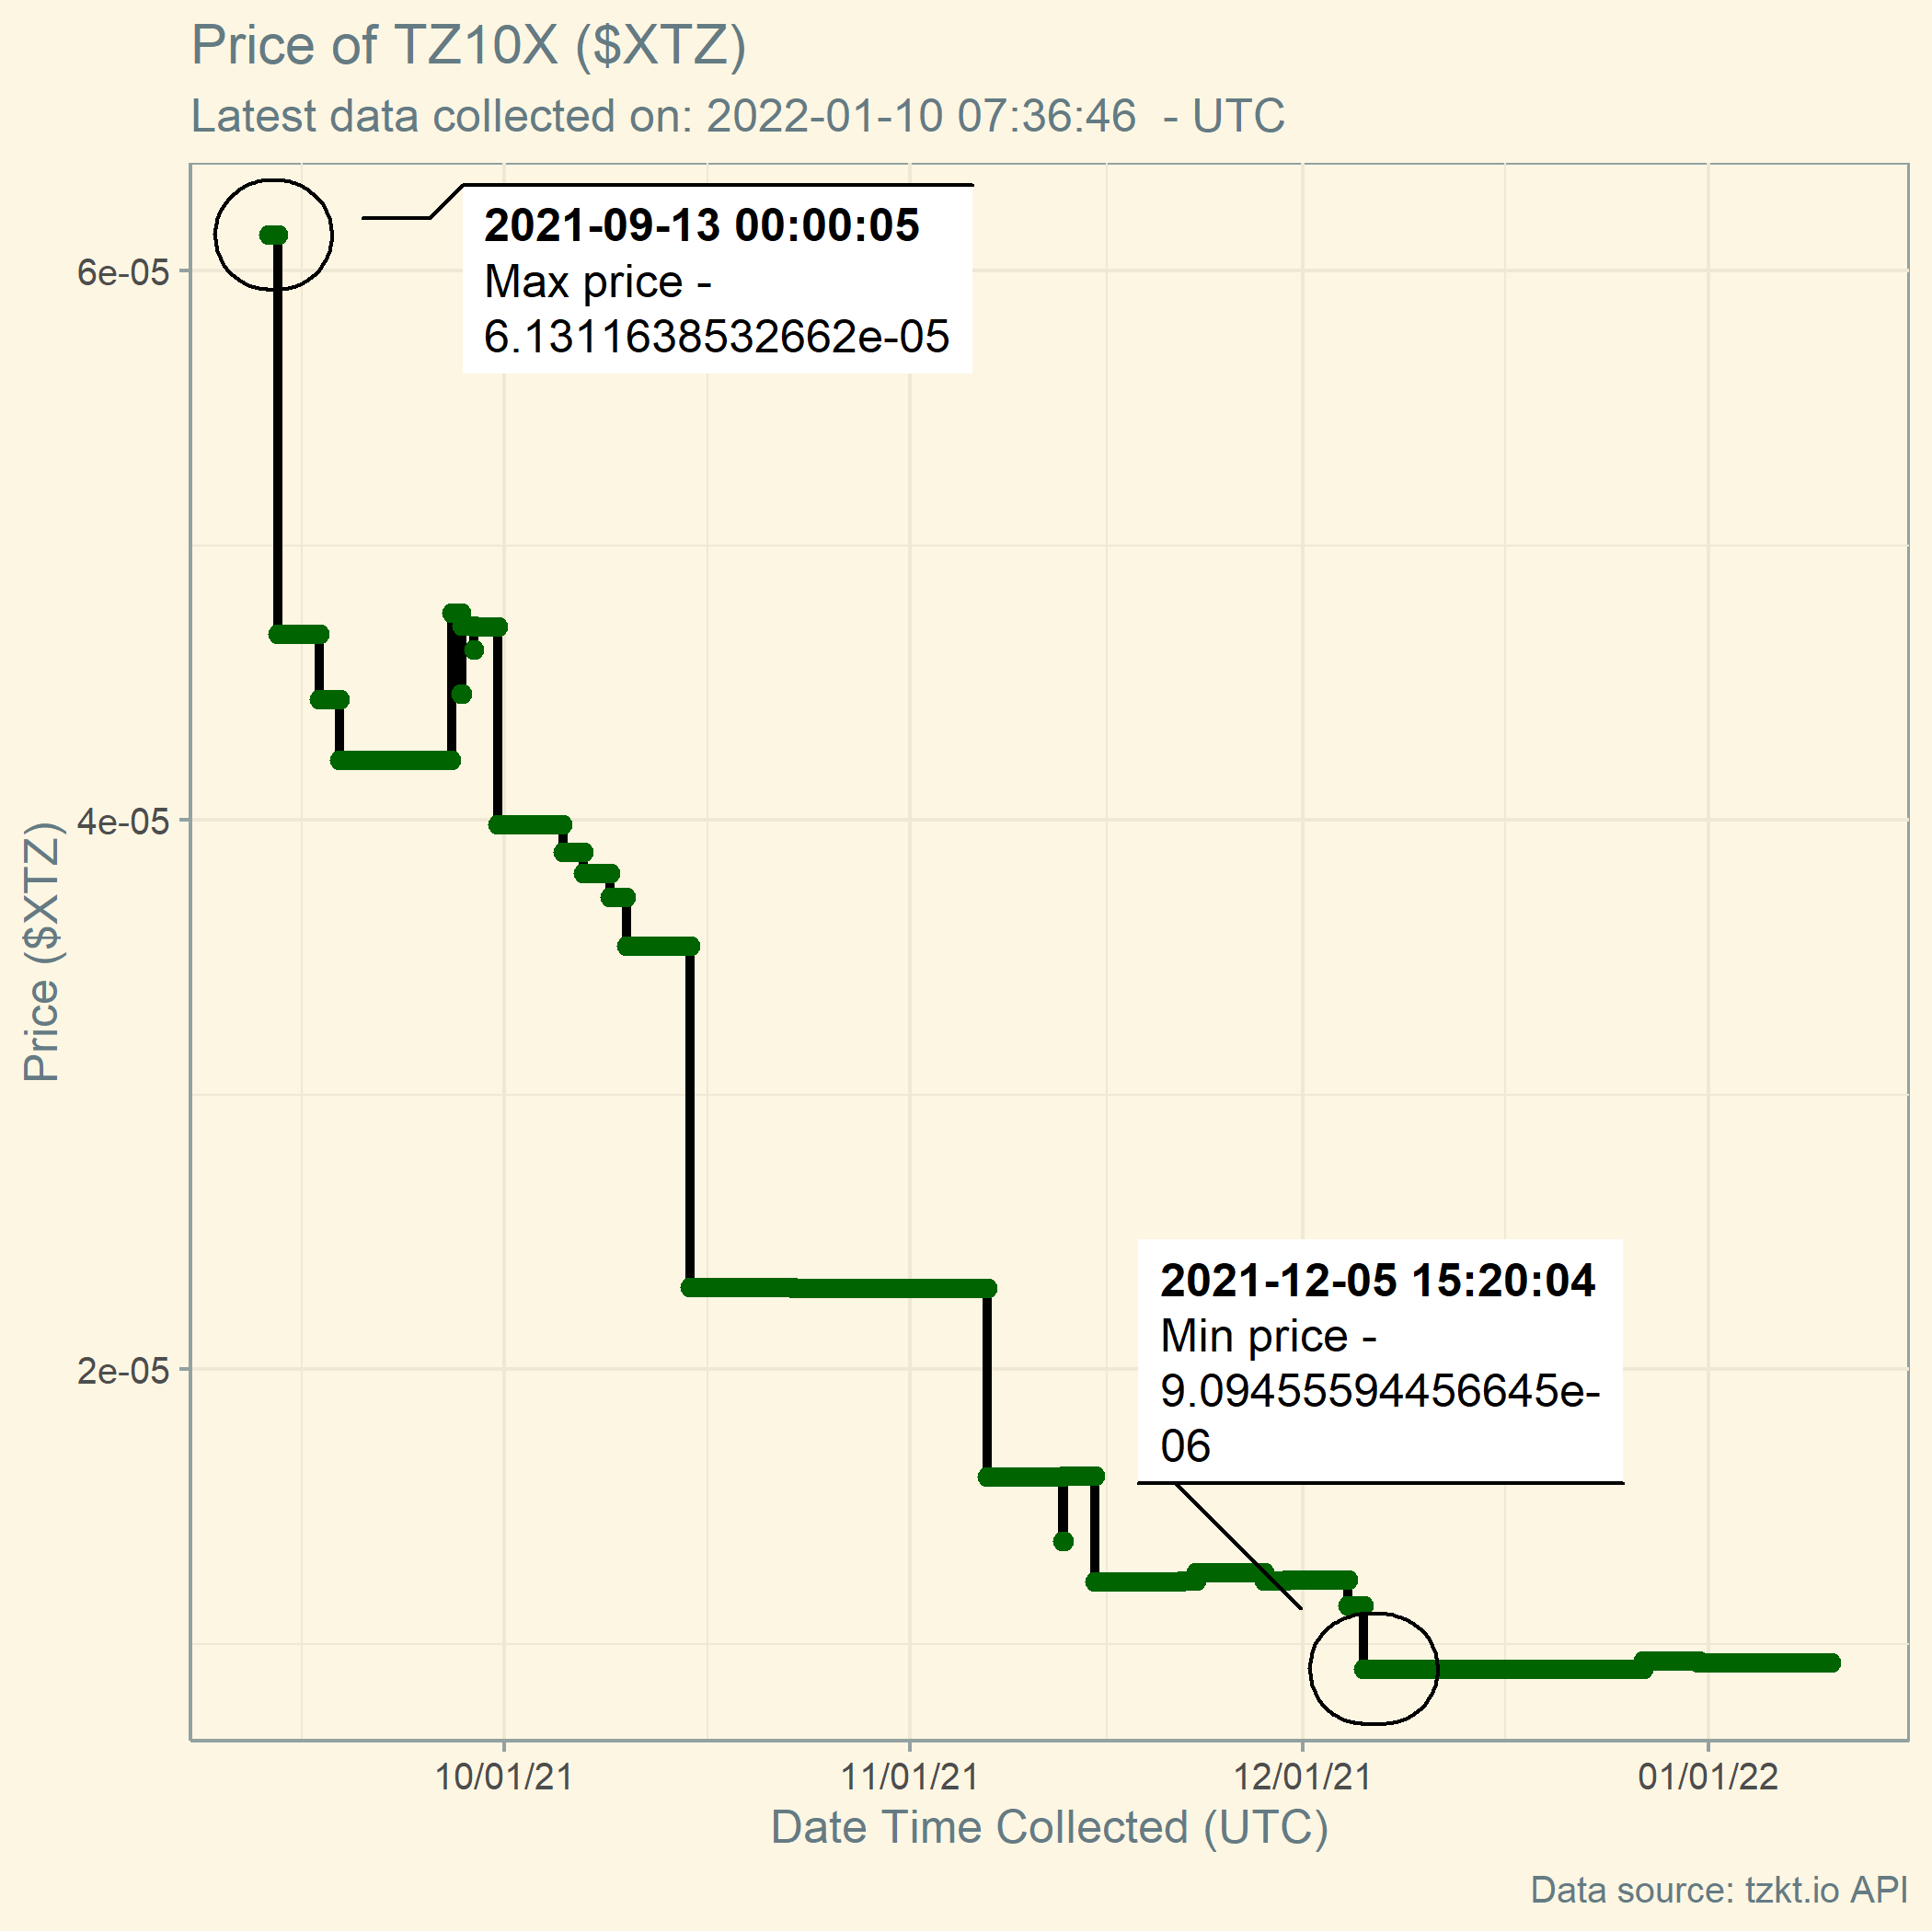 Price of TZ10X ($XTZ)
Latest data collected on: 2022-01-10 07:36:46  - UTC
2021-09-13 00:00:05
Max price -
6.1311638532662e-05
6e-05
4e-05
2e-05
Price ($XTZ)
2021-12-05 15:20:04
Min price -
9.09455594456645e-
06
10/01/21
11/01/21
12/01/21
01/01/22
Date Time Collected (UTC)
Data source: tzkt.io API